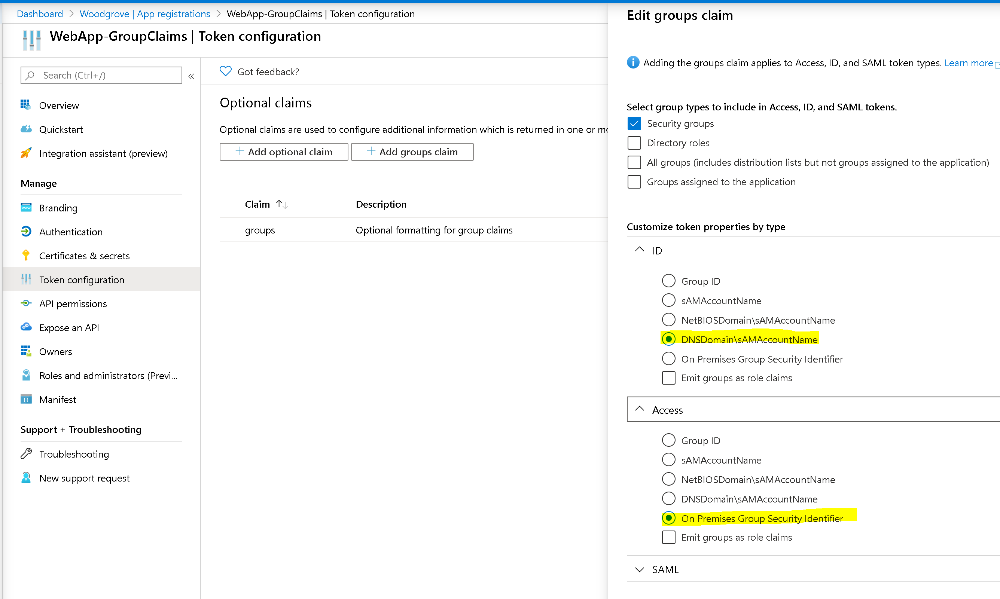 Dashboard > Woodgrove | App registrations > WebApp-GroupClaims | Token configuration
WebApp-GroupClaims | Token configuration
Search (Ctrl+/)
«
Overview
Quickstart
Integration assistant (preview)
Manage
Branding
Authentication
Certificates & secrets
Token configuration
API permissions
Expose an API
Owners
Roles and administrators (Previ...
Manifest
Support + Troubleshooting
Troubleshooting
New support request
Got feedback?
Optional claims
Optional claims are used to configure additional information which is returned in one or mo
+ Add optional claim
+ Add groups claim
Claim ↑↓ Description
groups Optional formatting for group claims
Edit groups claim
Adding the groups claim applies to Access, ID, and SAML token types. Learn more
Select group types to include in Access, ID, and SAML tokens.
Security groups
Directory roles
All groups (includes distribution lists but not groups assigned to the application)
Groups assigned to the application
Customize token properties by type
ID
Group ID
sAMAccountName
NetBIOSDomain\sAMAccountName
DNSDomain\sAMAccountName
On Premises Group Security Identifier
Emit groups as role claims
Access
Group ID
sAMAccountName
NetBIOSDomain\sAMAccountName
DNSDomain\sAMAccountName
On Premises Group Security Identifier
Emit groups as role claims
SAML